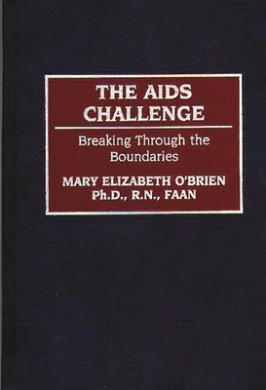 THE AIDS
CHALLENGE
Breaking Through the
Boundaries
MARY ELIZABETH O'BRIEN
Ph.D., R.N., FAAN